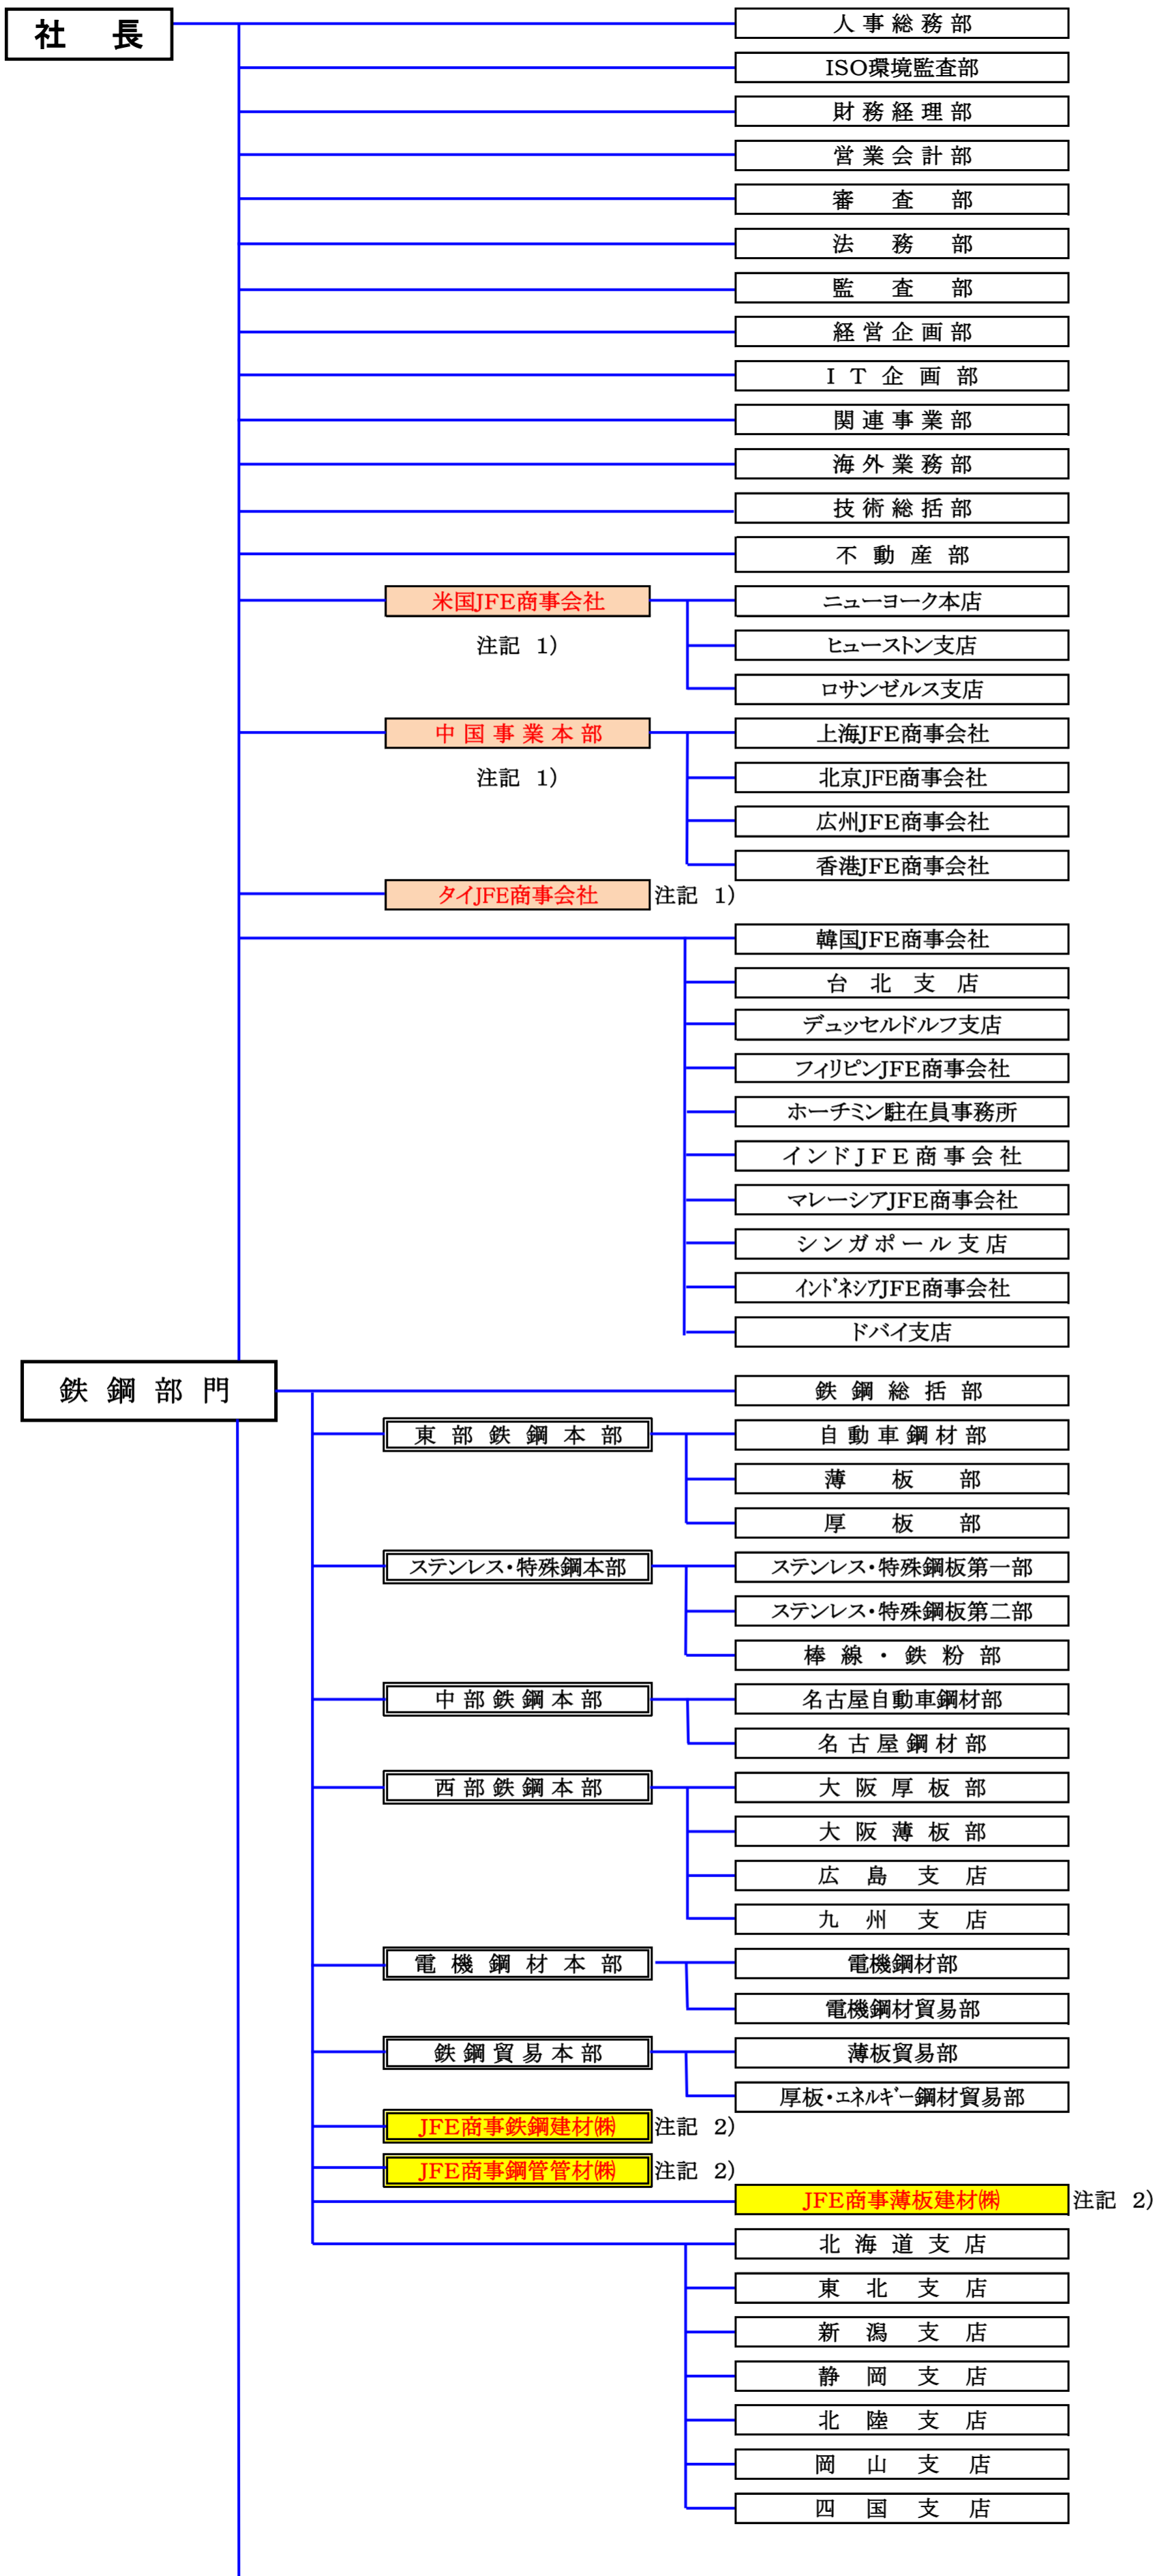 社 長
人事総務部
ISO環境監査部
財務経理部
営業会計部
審 査 部
法 務 部
監 査 部
経営企画部
IT企画部
関連事業部
海外業務部
技術総括部
不動産部
米国JFE商事会社 ニューヨーク本店
注記 1) ヒューストン支店
ロサンゼルス支店
中国事業本部 上海JFE商事会社
注記 1) 北京JFE商事会社
広州JFE商事会社
香港JFE商事会社
タイJFE商事会社 注記 1)
韓国JFE商事会社
台北支店
デュッセルドルフ支店
フィリピンJFE商事会社
ホーチミン駐在員事務所
インドJFE商事会社
マレーシアJFE商事会社
シンガポール支店
インドネシアJFE商事会社
ドバイ支店
鉄鋼部門 鉄鋼総括部
東部鉄鋼本部 自動車鋼材部
薄 板 部
厚 板 部
ステンレス・特殊鋼本部 ステンレス・特殊鋼板第一部
ステンレス・特殊鋼板第二部
棒線・鉄粉部
中部鉄鋼本部 名古屋自動車鋼材部
名古屋鋼材部
西部鉄鋼本部 大阪厚板部
大阪薄板部
広島支店
九州支店
電機鋼材本部 電機鋼材部
電機鋼材貿易部
鉄鋼貿易本部 薄板貿易部
厚板・エネルギー鋼材貿易部
JFE商事鉄鋼建材㈱ 注記 2)
JFE商事鋼管管材㈱ 注記 2)
JFE商事薄板建材㈱ 注記 2)
北海道支店
東北支店
新潟支店
静岡支店
北陸支店
岡山支店
四国支店